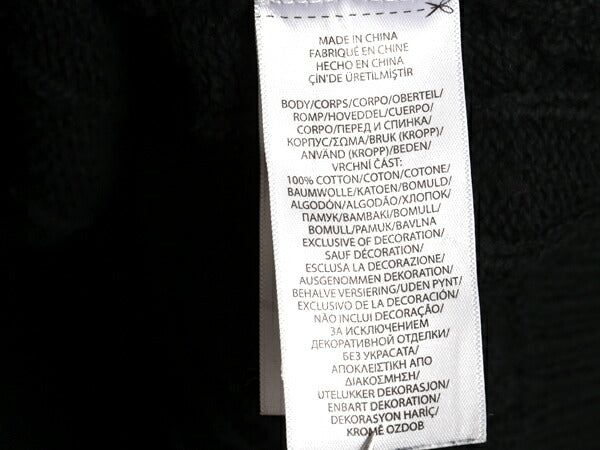 MADE IN CHINA
FABRIQUÉ EN CHINE
HECHO EN CHINA
ÇİN'DE ÜRETİLMİŞTİR
BODY/CORPS/CORPO/OBERTEIL/
ROMP/HOVEDDEL/CUERPO/
CORPO/ПЕРЕД И СПИНКА/
КОРПУС/ΣΩΜΑ/BRUK (KROPP)/
ANVÄND (KROPP)/BEDEN/
VRCHNÍ ČÁST:
100% COTTON/COTON/COTONE/
BAUMWOLLE/KATOEN/BOMULD/
ALGODÓN/ALGODÃO/ХЛОПОК/
ПАМУК/ΒΑΜΒΑΚΙ/BOMULL/
BOMULL/PAMUK/BAVLNA
EXCLUSIVE OF DECORATION/
SAUF DÉCORATION/
ESCLUSA LA DECORAZIONE/
AUSGENOMMEN DEKORATION/
BEHALVE VERSIERING/UDEN PYNT/
EXCLUSIVO DE LA DECORACIÓN/
NÃO INCLUI DECORAÇÃO/
ЗА ИСКЛЮЧЕНИЕМ
ДЕКОРАТИВНОЙ ОТДЕЛКИ/
БЕЗ УКРАСАТА/
ΑΠΟΚΛΕΙΣΤΙΚΗ ΑΠΟ
ΔΙΑΚΟΣΜΗΣΗ/
UTELUKKER DEKORASJON/
ENBART DEKORATION/
DEKORASYON HARİÇ/
KROMĚ OZDOB